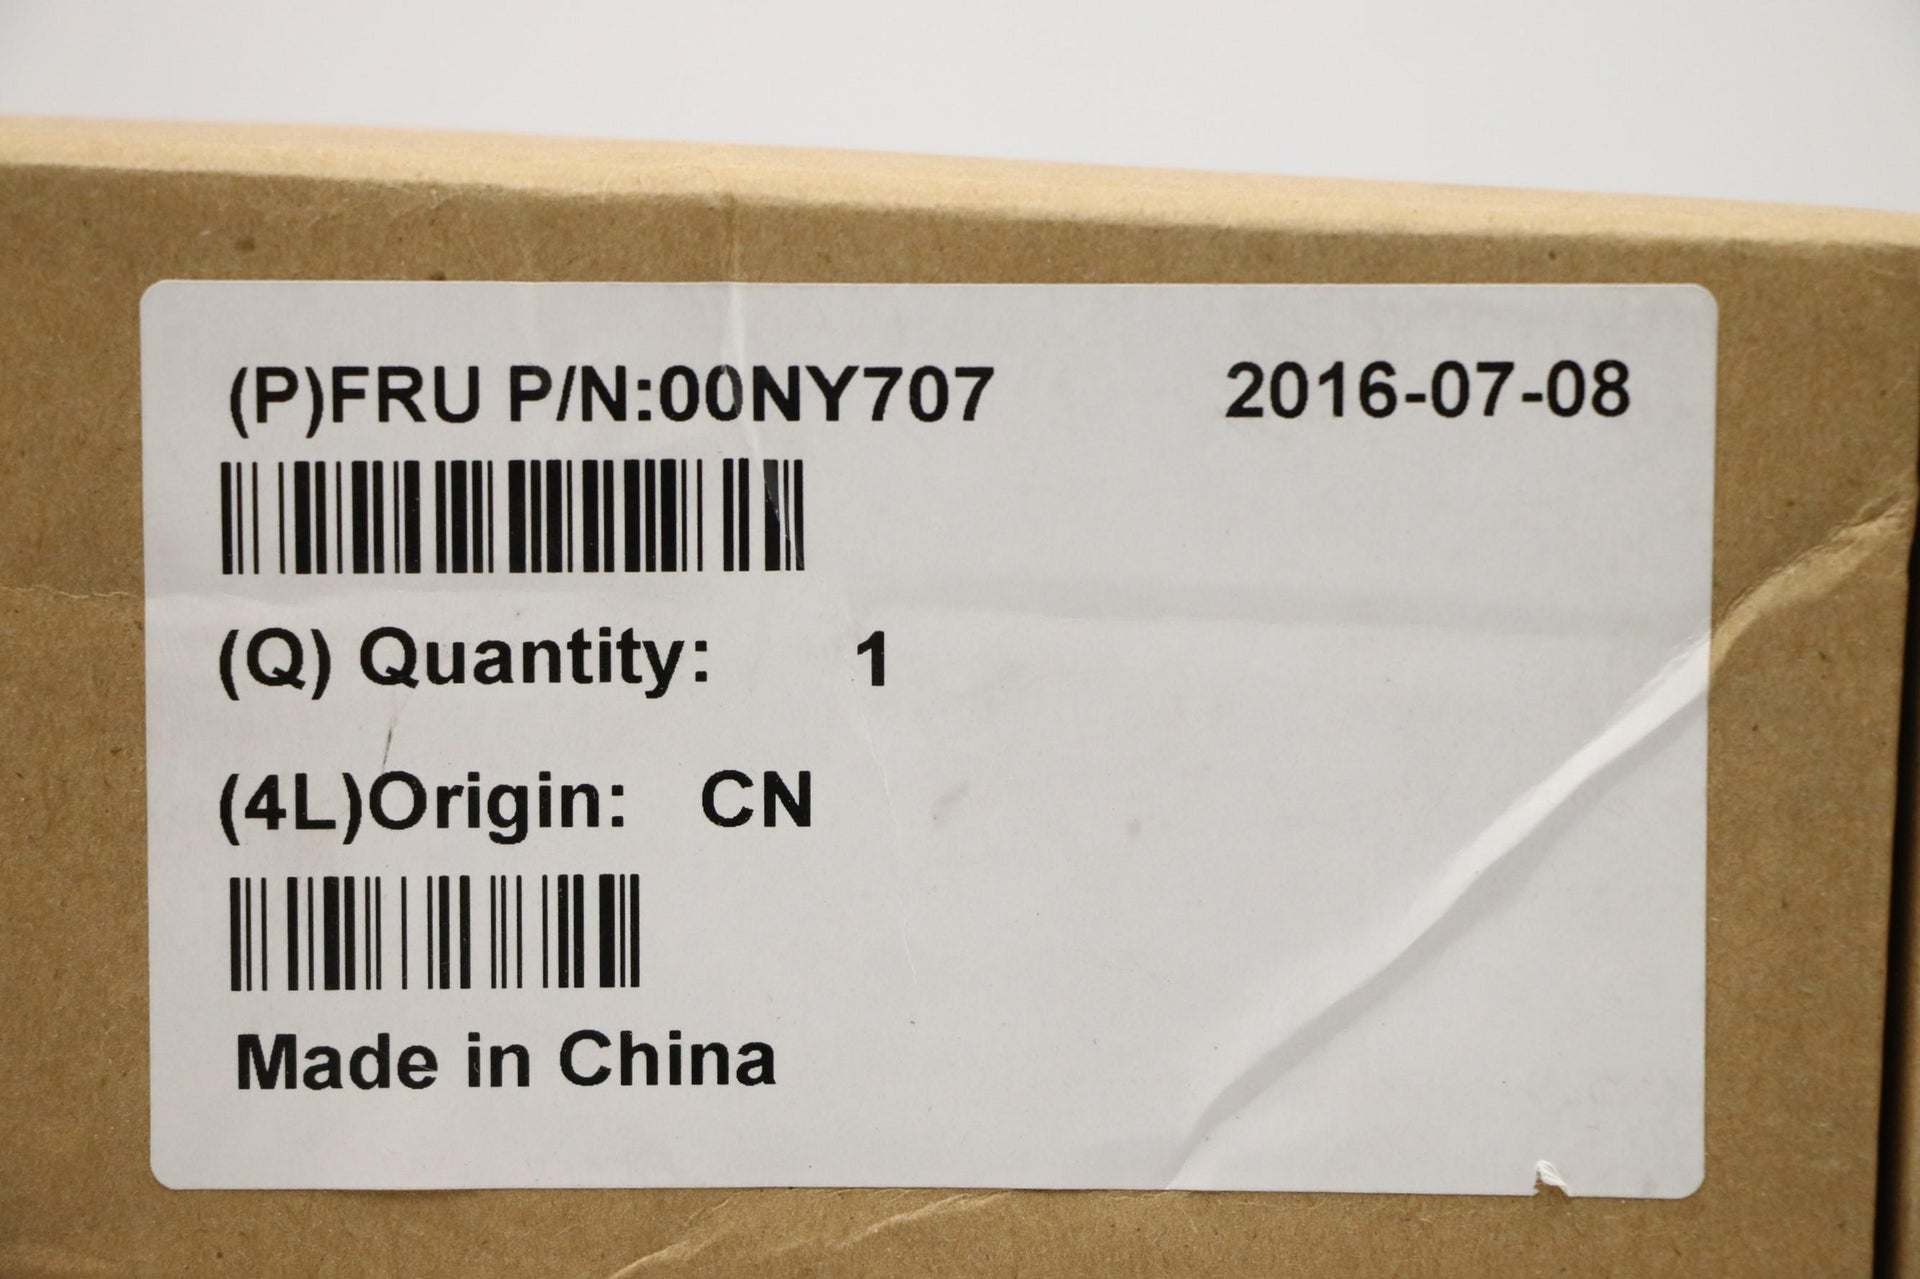 (P)FRU P/N:00NY707 2016-07-08
(Q) Quantity: 1
(4L)Origin: CN
Made in China